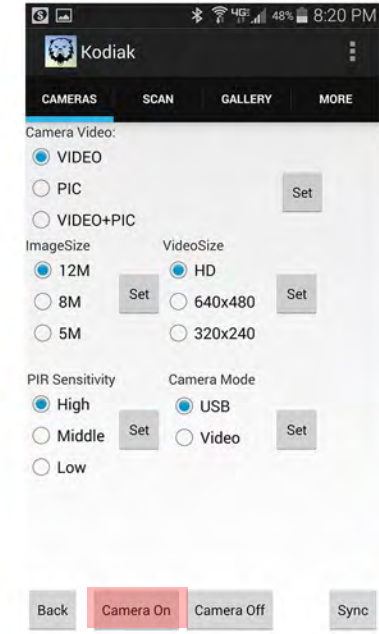 S 4G 48% 8:20 PM
Kodiak
CAMERAS SCAN GALLERY MORE
Camera Video:
VIDEO
PIC Set
VIDEO+PIC
ImageSize VideoSize
12M HD
8M Set 640x480 Set
5M 320x240
PIR Sensitivity Camera Mode
High USB
Middle Set Video Set
Low
Back Camera On Camera Off Sync